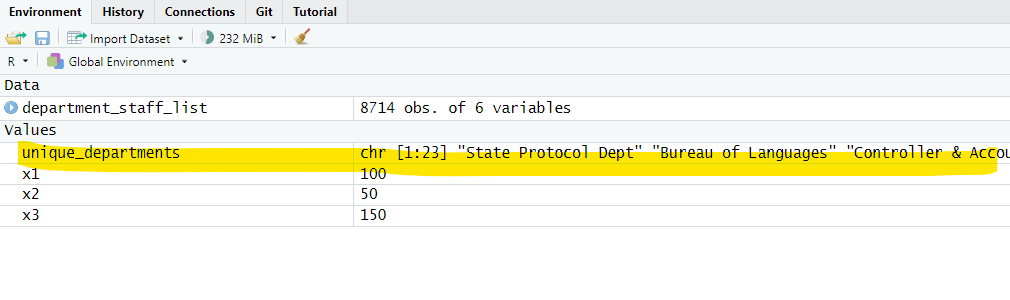 Environment History Connections Git Tutorial
Import Dataset 232 MiB
R Global Environment
Data
department_staff_list 8714 obs. of 6 variables
Values
unique_departments chr [1:23] "State Protocol Dept" "Bureau of Languages" "Controller & Accou
x1 100
x2 50
x3 150